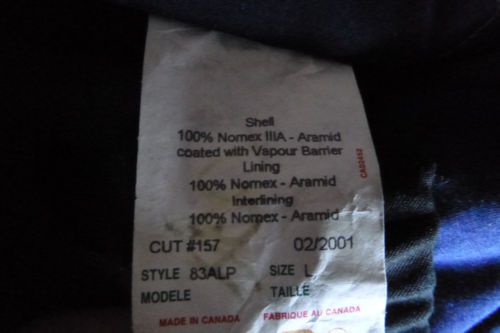 Shell
100% Nomex IIIA - Aramid
coated with Vapour Barrier
Lining
100% Nomex - Aramid
Interlining
100% Nomex - Aramid
CA02452
CUT #157 02/2001
STYLE 83ALP SIZE L
MODELE TAILLE
MADE IN CANADA FABRIQUE AU CANADA